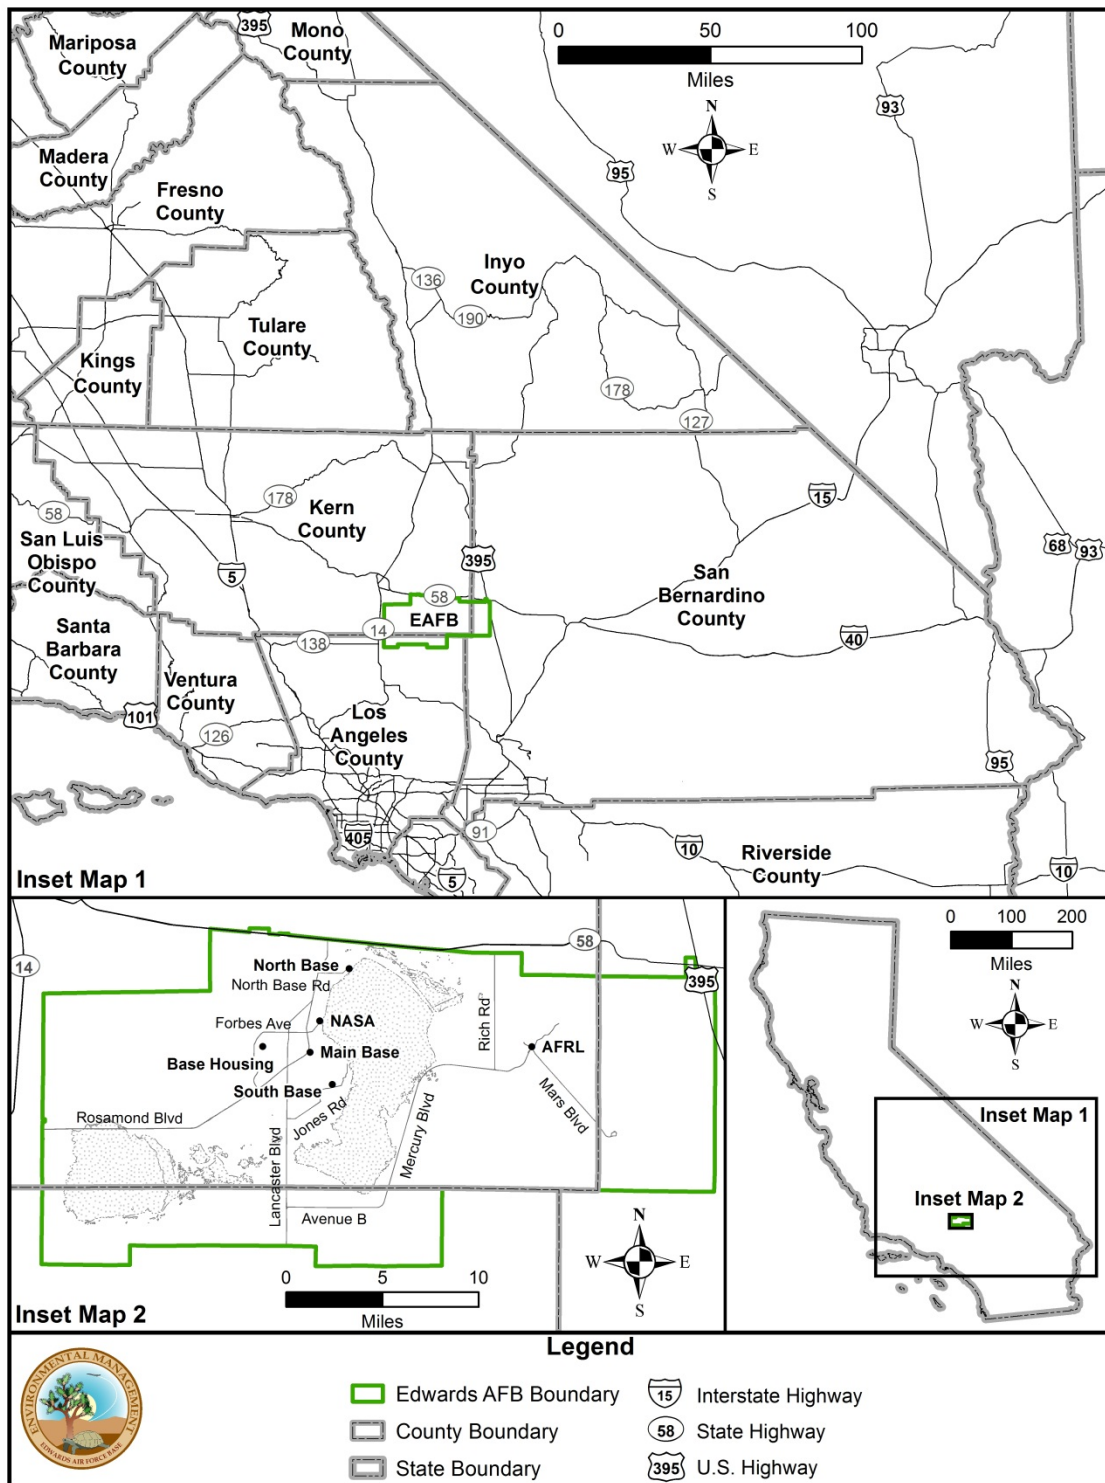 395
Mono
County
Mariposa
County
0 50 100
Miles
N
W E
S
93
95
Madera
County
Fresno
County
Inyo
County
136
190
Tulare
County
Kings
County
178
127
15
178
Kern
County
58
San Luis
Obispo
County
5
395
68
93
San
Bernardino
County
58
EAFB
14
138
40
Santa
Barbara
County
Ventura
County
101
126
Los
Angeles
County
95
91
405
10
Riverside
County
5
10
Inset Map 1
14
58
395
North Base
North Base Rd
Forbes Ave
NASA
Rich Rd
Base Housing
Main Base
AFRL
South Base
Jones Rd
Mars Blvd
Rosamond Blvd
Lancaster Blvd
Mercury Blvd
Avenue B
N
W E
S
0 5 10
Miles
Inset Map 2
0 100 200
Miles
N
W E
S
Inset Map 1
Inset Map 2
Legend
ENVIRONMENTAL MANAGEMENT
EDWARDS AIR FORCE BASE
Edwards AFB Boundary
County Boundary
State Boundary
15 Interstate Highway
58 State Highway
395 U.S. Highway